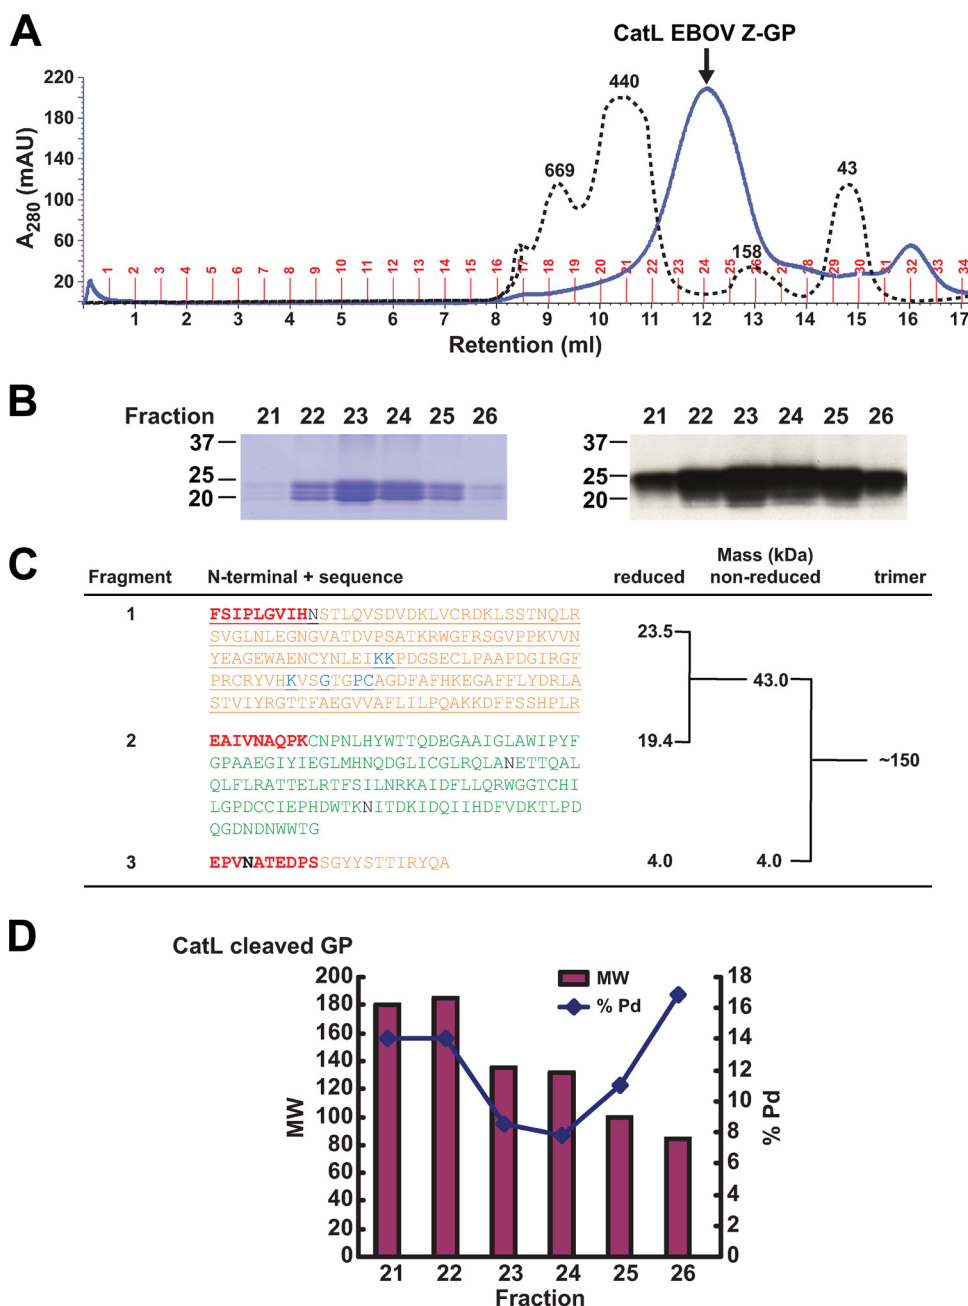 A
CatL EBOV Z-GP
220
180
140
100
60
20
A280 (mAU)
669
440
158
43
1 2 3 4 5 6 7 8 9 10 11 12 13 14 15 16 17 18 19 20 21 22 23 24 25 26 27 28 29 30 31 32 33 34
1 2 3 4 5 6 7 8 9 10 11 12 13 14 15 16 17
Retention (ml)
B
Fraction 21 22 23 24 25 26
37
25
20
21 22 23 24 25 26
37
25
20
C
Mass (kDa)
Fragment N-terminal + sequence reduced non-reduced trimer
1 FSIPLGVIHNSTLQVSDVDKLVCRDKLSSTNQLR
SVGLNLEGNGVATDVPSATKRWGFRSGVPPKVVN
YEAGEWAENCYNLEIKKPDGSECLPAAPDGIRGF
PRCRYVHKVSGTGPCAGDFAFHKEGAFFLYDRLA
STVIYRGTTFAEGVVAFLILPQAKKDFFSSHPLR
23.5
43.0
2 EAIVNAQPKCNPNLHYWTTQDEGAAIGLAWIPYF
19.4
GPAAEGIYIEGLMHNQDGLICGLRQLANETTQAL
~150
QLFLRATTELRTFSILNRKAIDFLLQRWGGTCHI
LGPDCCIEPHDWTKNITDKIDQIIHDFVDKTLPD
QGDNDNWWTG
3 EPVNATEDPSSGYYSTTIRYQA 4.0 4.0
D
CatL cleaved GP
MW
% Pd
200
180
160
140
120
100
80
60
40
20
0
MW
18
16
14
12
10
8
6
4
2
0
% Pd
21 22 23 24 25 26
Fraction